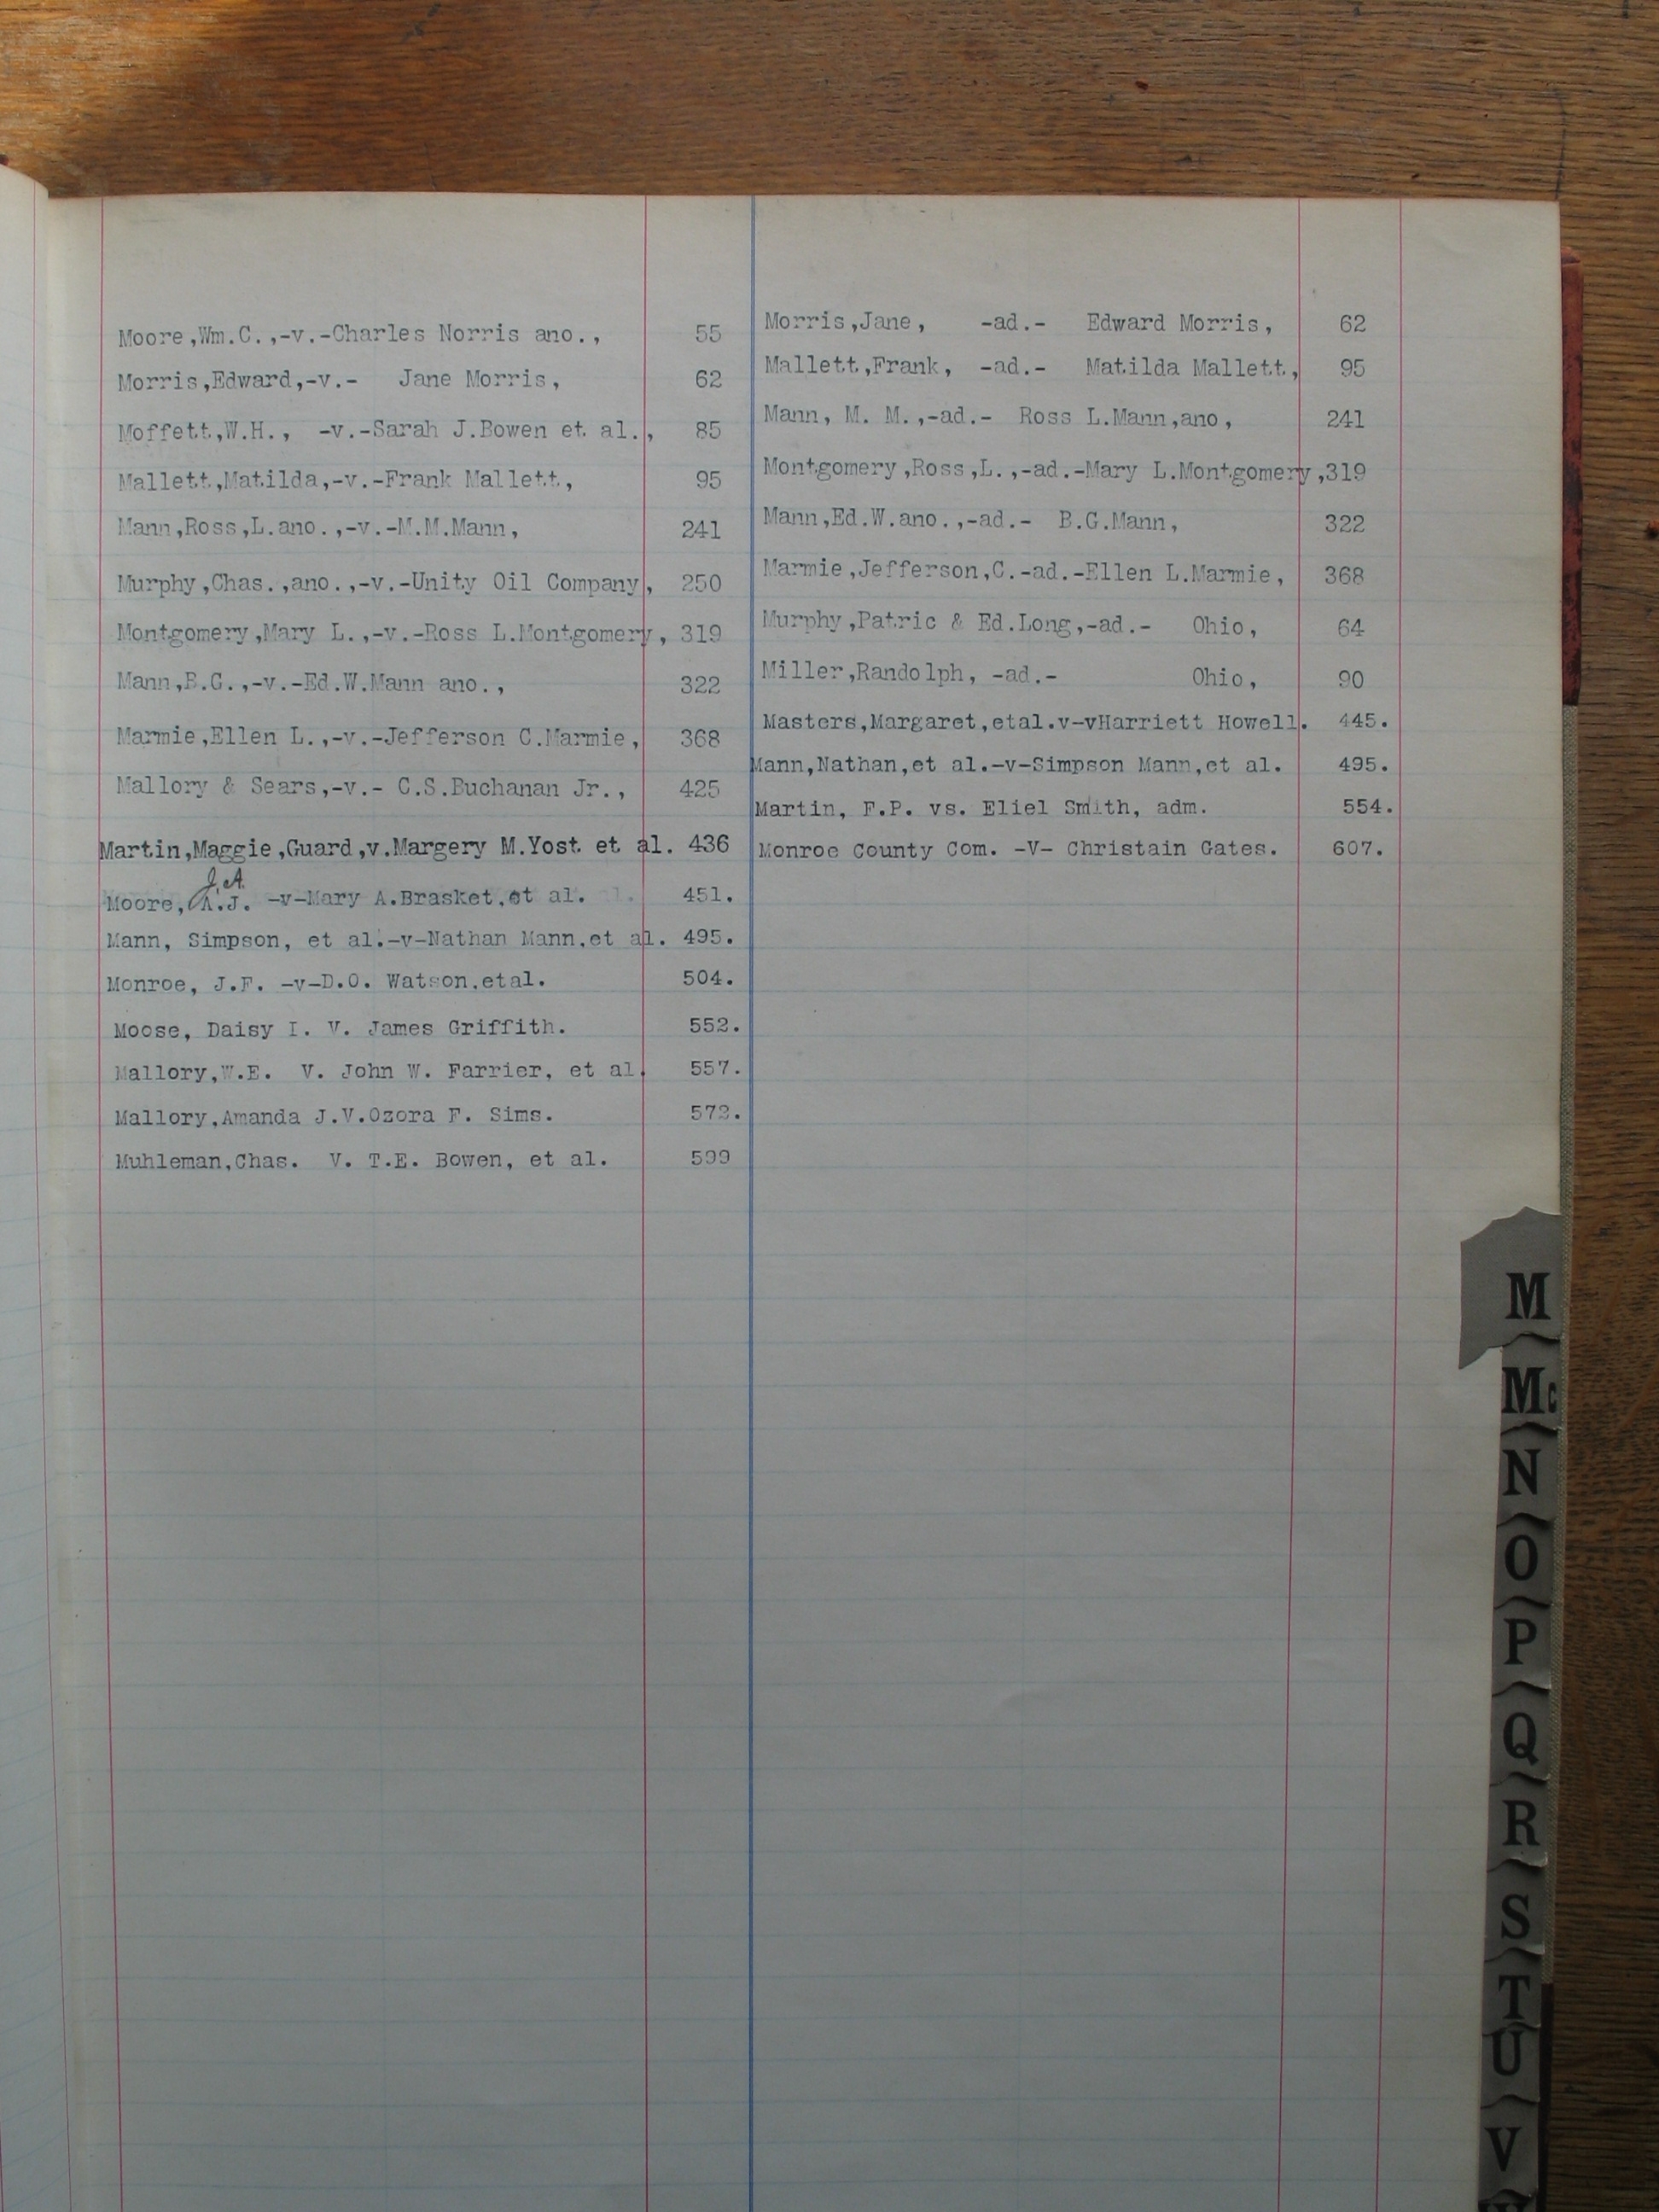 Moore,Wm.C.,-v.-Charles Norris ano., 55
Morris,Edward,-v.- Jane Morris, 62
Moffett,W.H., -v.-Sarah J.Bowen et al., 85
Mallett,Matilda,-v.-Frank Mallett, 95
Mann,Ross,L.ano.,-v.-M.M.Mann, 241
Murphy,Chas.,ano.,-v.-Unity Oil Company, 250
Montgomery,Mary L.,-v.-Ross L.Montgomery, 319
Mann,B.G.,-v.-Ed.W.Mann ano., 322
Marmie,Ellen L.,-v.-Jefferson C.Marmie, 368
Mallory & Sears,-v.- C.S.Buchanan Jr., 425
Martin,Maggie,Guard,v.Margery M.Yost et al. 436
J.A.
Moore, A.J. -v-Mary A.Brasket,et al. 451.
Mann, Simpson, et al.-v-Nathan Mann,et al. 495.
Monroe, J.F. -v-D.O. Watson,etal. 504.
Moose, Daisy I. V. James Griffith. 552.
Mallory,W.E. V. John W. Farrier, et al. 557.
Mallory,Amanda J.V.Ozora F. Sims. 572.
Muhleman,Chas. V. T.E. Bowen, et al. 599
Morris,Jane, -ad.- Edward Morris, 62
Mallett,Frank, -ad.- Matilda Mallett, 95
Mann, M. M.,-ad.- Ross L.Mann,ano, 241
Montgomery,Ross,L.,-ad.-Mary L.Montgomery,319
Mann,Ed.W.ano.,-ad.- B.G.Mann, 322
Marmie,Jefferson,C.-ad.-Ellen L.Marmie, 368
Murphy,Patric & Ed.Long,-ad.- Ohio, 64
Miller,Randolph, -ad.- Ohio, 90
Masters,Margaret,etal.v-vHarriett Howell. 445.
Mann,Nathan,et al.-v-Simpson Mann,et al. 495.
Martin, F.P. vs. Eliel Smith, adm. 554.
Monroe County Com. -V- Christain Gates. 607.
M
Mc
N
O
P
Q
R
S
T
U
V